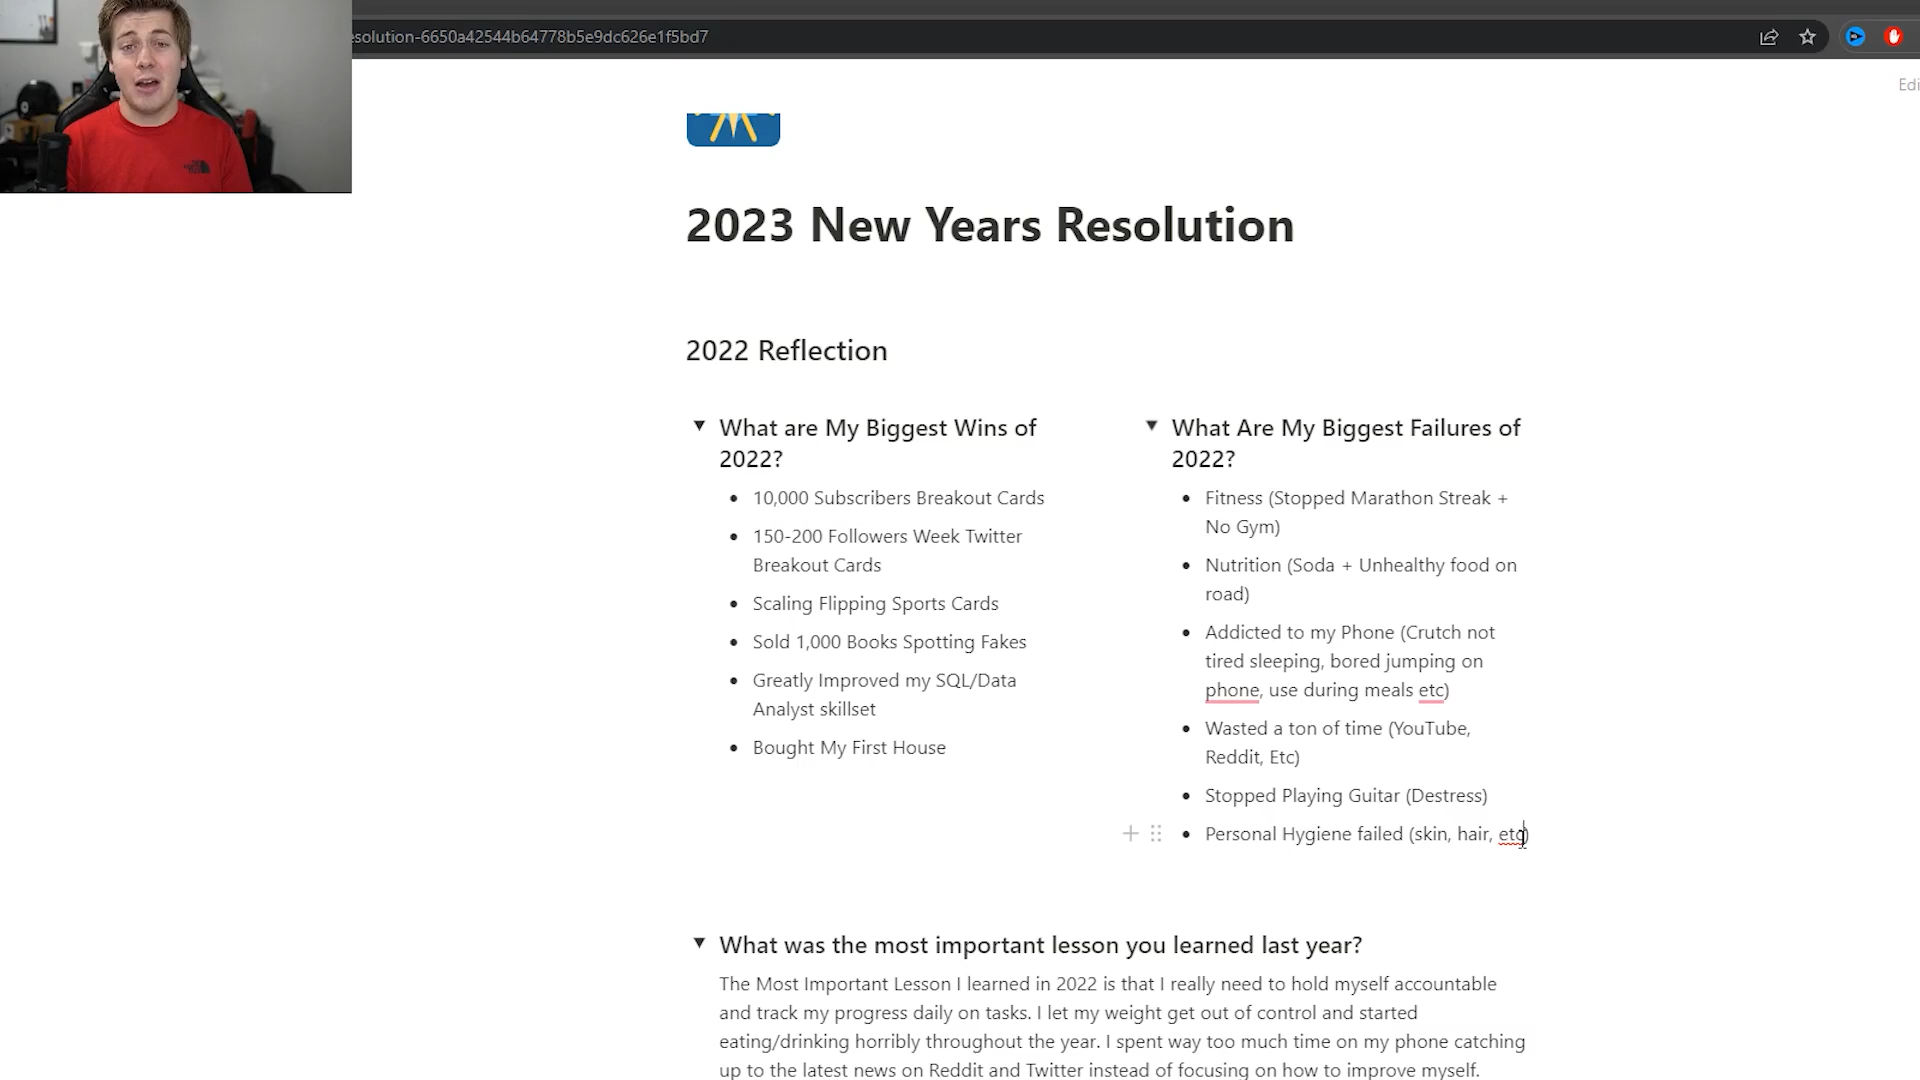 esolution-6650a42544b64778b5e9dc626e1f5bd7
Edi
2023 New Years Resolution
2022 Reflection
What are My Biggest Wins of
2022?
10,000 Subscribers Breakout Cards
150-200 Followers Week Twitter
Breakout Cards
Scaling Flipping Sports Cards
Sold 1,000 Books Spotting Fakes
Greatly Improved my SQL/Data
Analyst skillset
Bought My First House
What Are My Biggest Failures of
2022?
Fitness (Stopped Marathon Streak +
No Gym)
Nutrition (Soda + Unhealthy food on
road)
Addicted to my Phone (Crutch not
tired sleeping, bored jumping on
phone, use during meals etc)
Wasted a ton of time (YouTube,
Reddit, Etc)
Stopped Playing Guitar (Destress)
Personal Hygiene failed (skin, hair, etc)
What was the most important lesson you learned last year?
The Most Important Lesson I learned in 2022 is that I really need to hold myself accountable
and track my progress daily on tasks. I let my weight get out of control and started
eating/drinking horribly throughout the year. I spent way too much time on my phone catching
up to the latest news on Reddit and Twitter instead of focusing on how to improve myself.